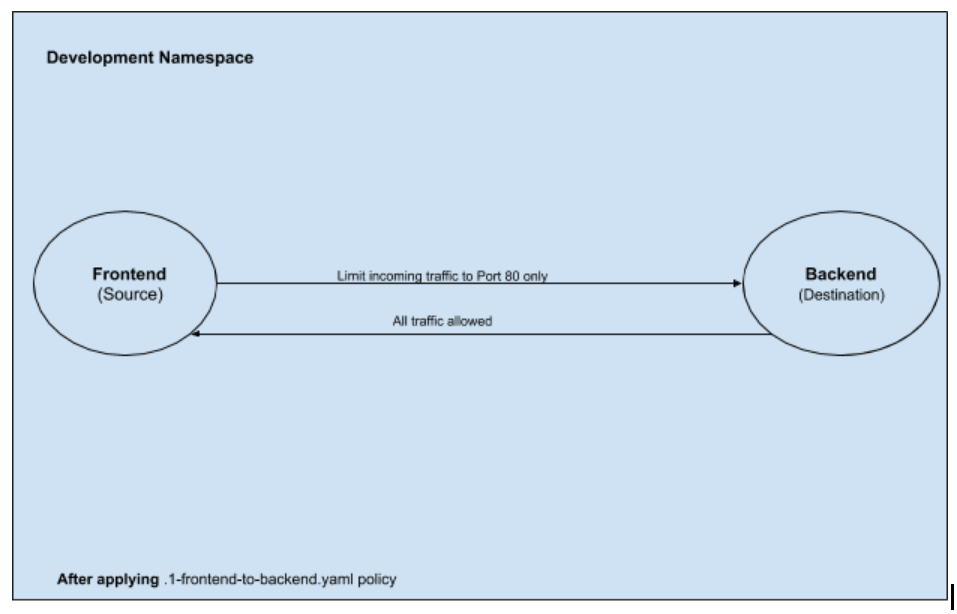 Development Namespace
Limit incoming traffic to Port 80 only
Frontend
(Source)
Backend
(Destination)
All traffic allowed
After applying .1-frontend-to-backend.yaml policy